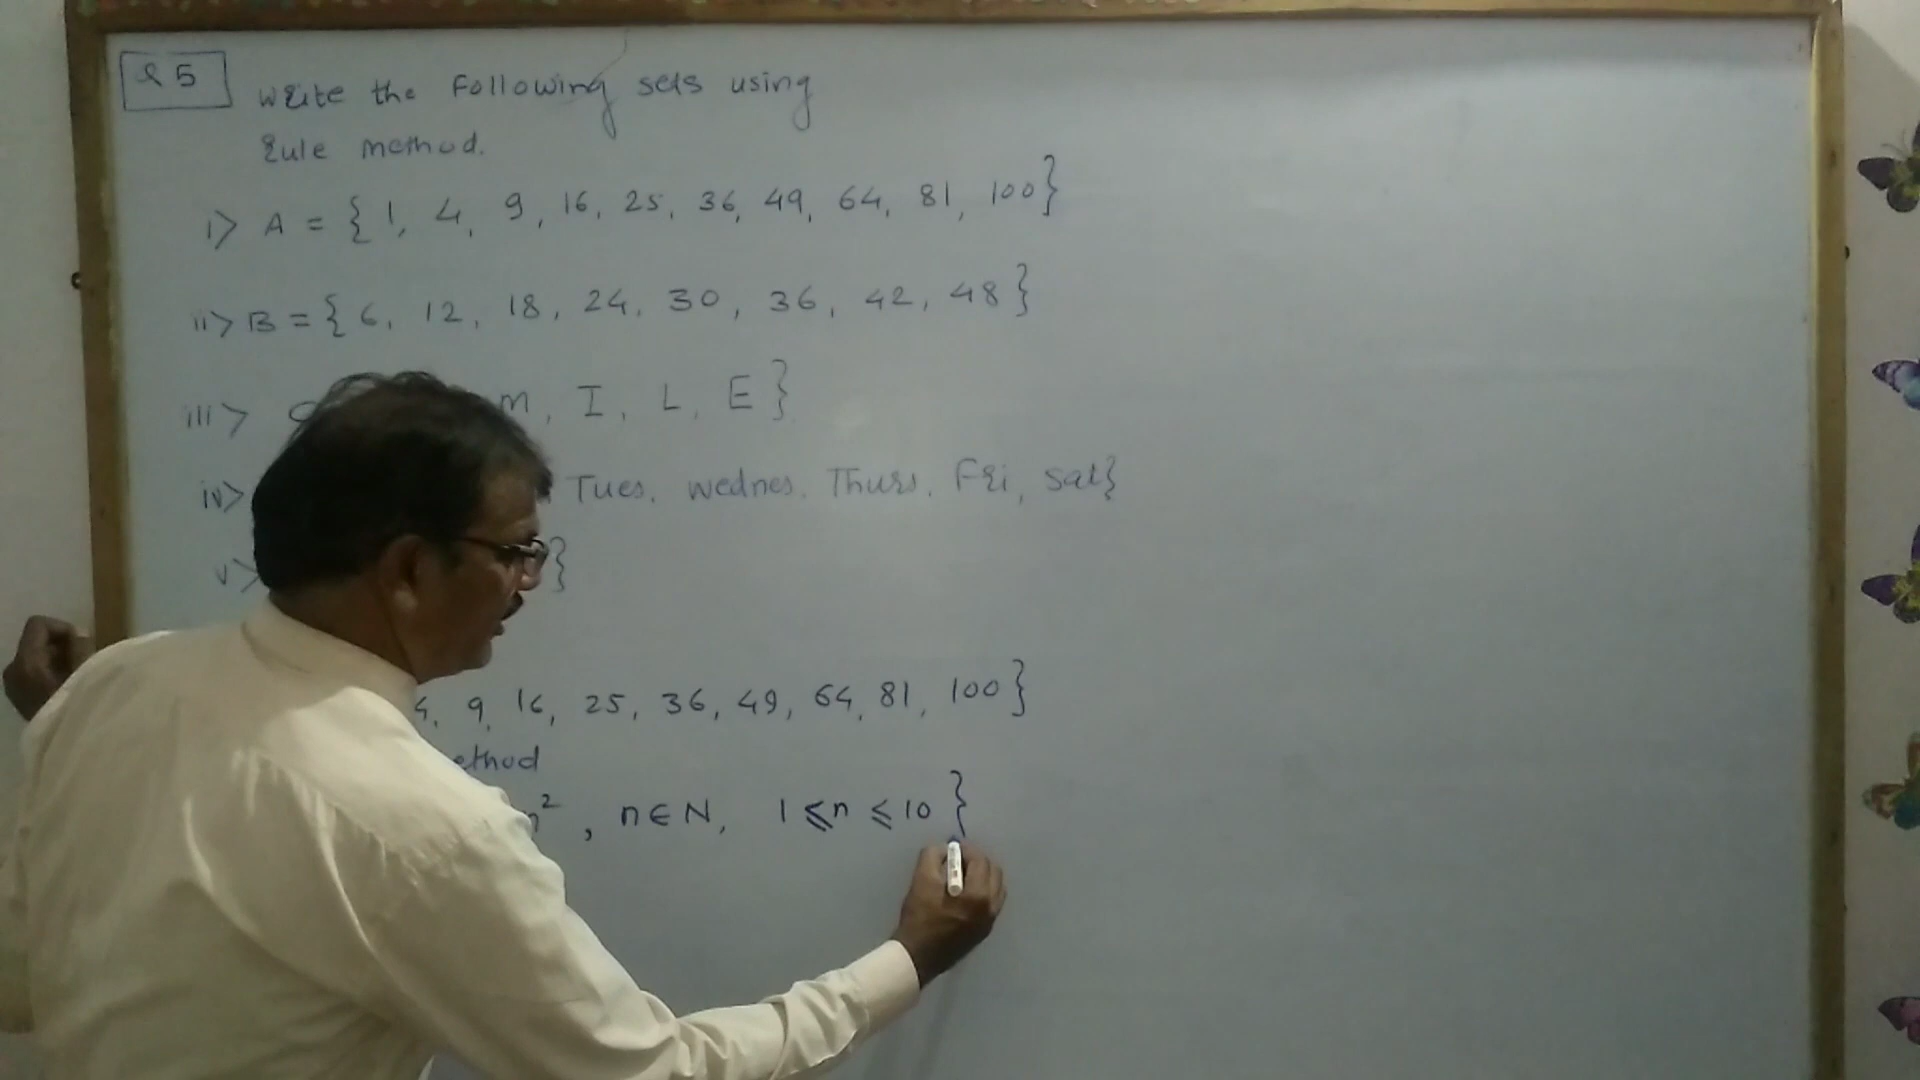 Q 5
Write the Following sets using
Rule method.
i> A = { 1, 4, 9, 16, 25, 36, 49, 64, 81, 100}
ii> B = { 6, 12, 18, 24, 30, 36, 42, 48}
iii> M, I, L, E}
iv> Tues, Wednes, Thurs, Fri, Sat}
v> }
4, 9, 16, 25, 36, 49, 64, 81, 100}
ethod
n², n∈N, 1⩽n⩽10}